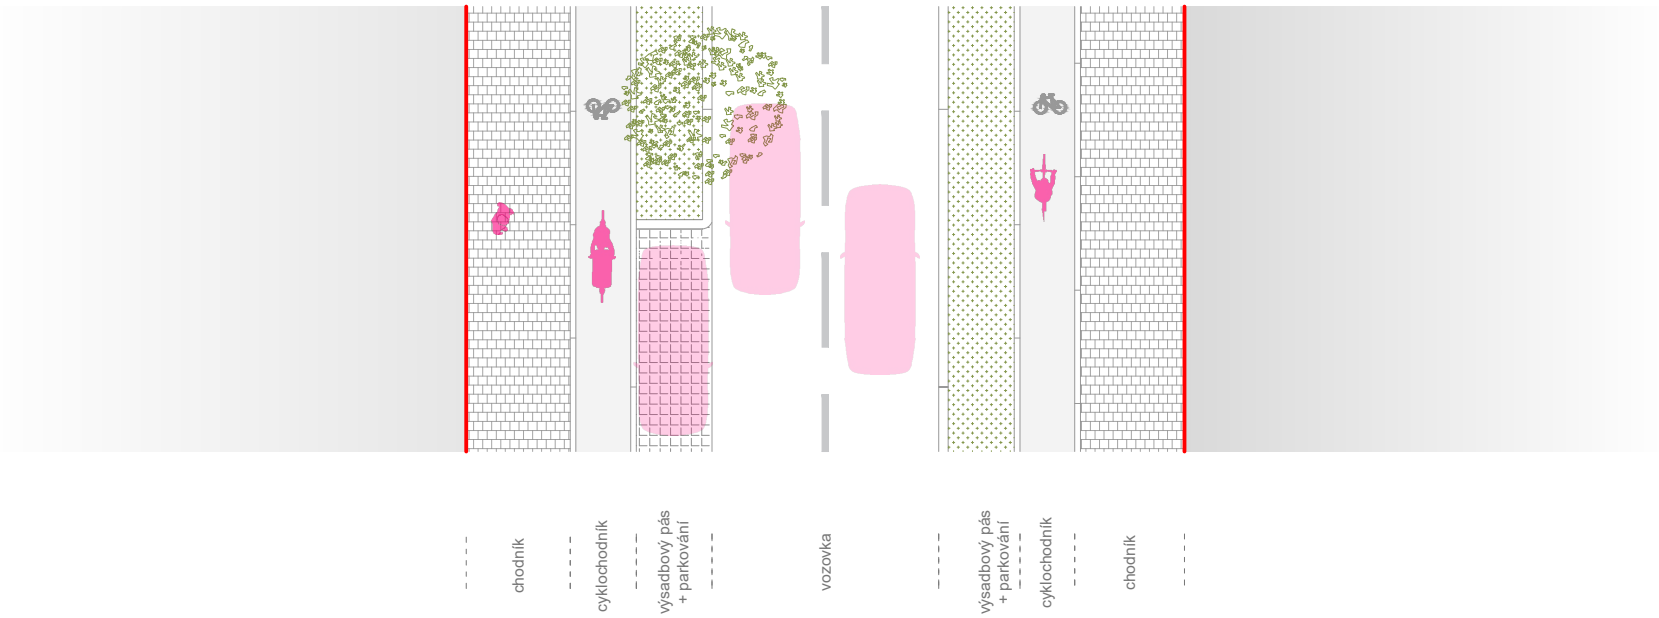 chodník
cyklochodník
výsadbový pás
+ parkování
vozovka
výsadbový pás
+ parkování
cyklochodník
chodník